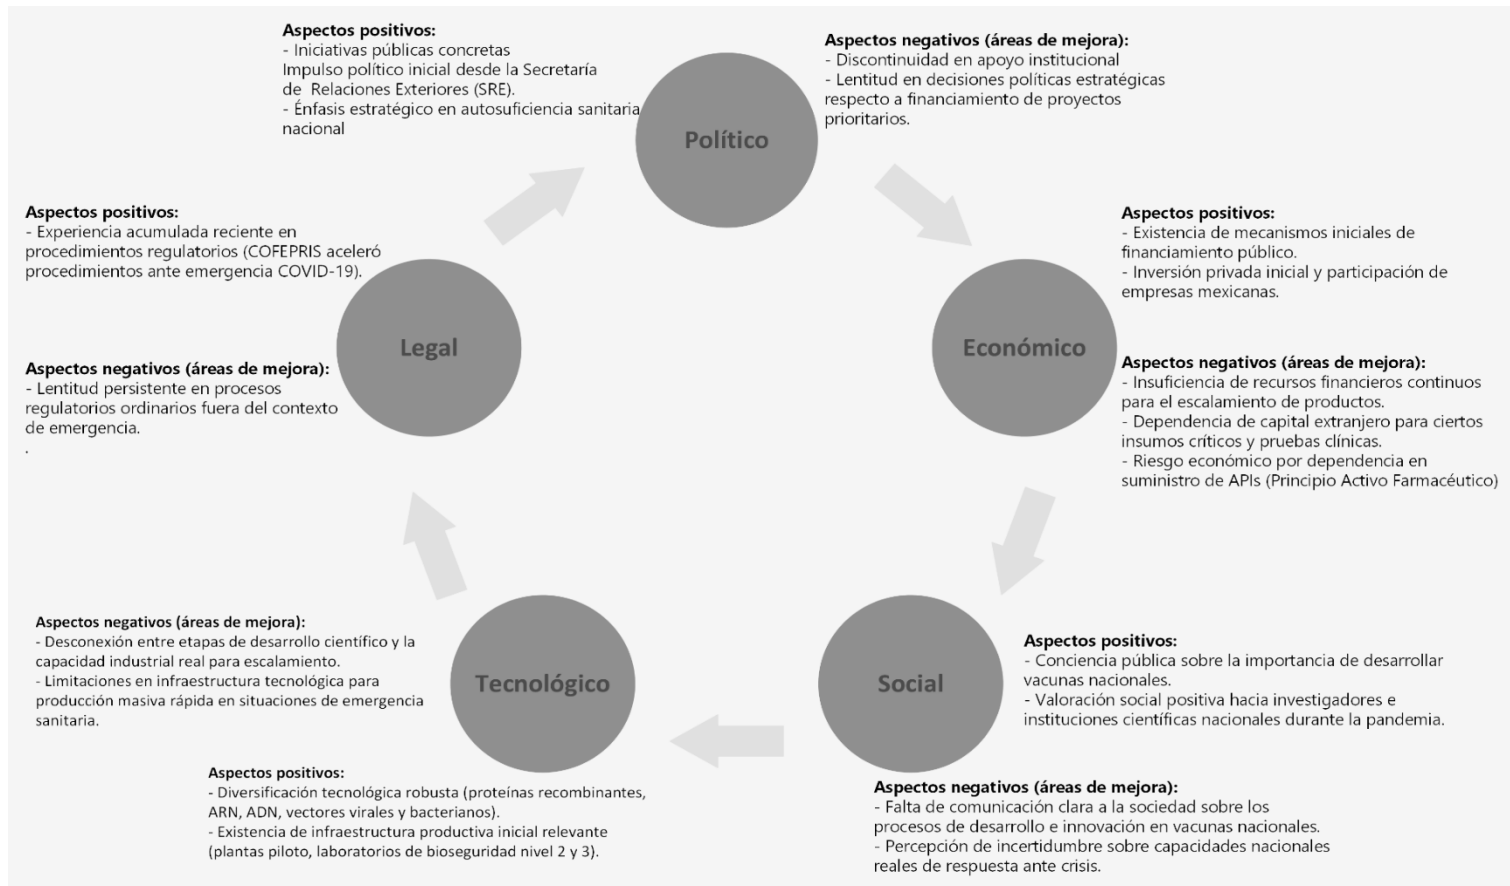 Aspectos positivos:
- Iniciativas públicas concretas
Impulso político inicial desde la Secretaría
de Relaciones Exteriores (SRE).
- Énfasis estratégico en autosuficiencia sanitaria
nacional
Político
Aspectos negativos (áreas de mejora):
- Discontinuidad en apoyo institucional
- Lentitud en decisiones políticas estratégicas
respecto a financiamiento de proyectos
prioritarios.
Económico
Aspectos positivos:
- Existencia de mecanismos iniciales de
financiamiento público.
- Inversión privada inicial y participación de
empresas mexicanas.
Aspectos negativos (áreas de mejora):
- Insuficiencia de recursos financieros continuos
para el escalamiento de productos.
- Dependencia de capital extranjero para ciertos
insumos críticos y pruebas clínicas.
- Riesgo económico por dependencia en
suministro de APIs (Principio Activo Farmacéutico)
Social
Aspectos positivos:
- Conciencia pública sobre la importancia de desarrollar
vacunas nacionales.
- Valoración social positiva hacia investigadores e
instituciones científicas nacionales durante la pandemia.
Aspectos negativos (áreas de mejora):
- Falta de comunicación clara a la sociedad sobre los
procesos de desarrollo e innovación en vacunas nacionales.
- Percepción de incertidumbre sobre capacidades nacionales
reales de respuesta ante crisis.
Tecnológico
Aspectos negativos (áreas de mejora):
- Desconexión entre etapas de desarrollo científico y la
capacidad industrial real para escalamiento.
- Limitaciones en infraestructura tecnológica para
producción masiva rápida en situaciones de emergencia
sanitaria.
Aspectos positivos:
- Diversificación tecnológica robusta (proteínas recombinantes,
ARN, ADN, vectores virales y bacterianos).
- Existencia de infraestructura productiva inicial relevante
(plantas piloto, laboratorios de bioseguridad nivel 2 y 3).
Legal
Aspectos positivos:
- Experiencia acumulada reciente en
procedimientos regulatorios (COFEPRIS aceleró
procedimientos ante emergencia COVID-19).
Aspectos negativos (áreas de mejora):
- Lentitud persistente en procesos
regulatorios ordinarios fuera del contexto
de emergencia.
.